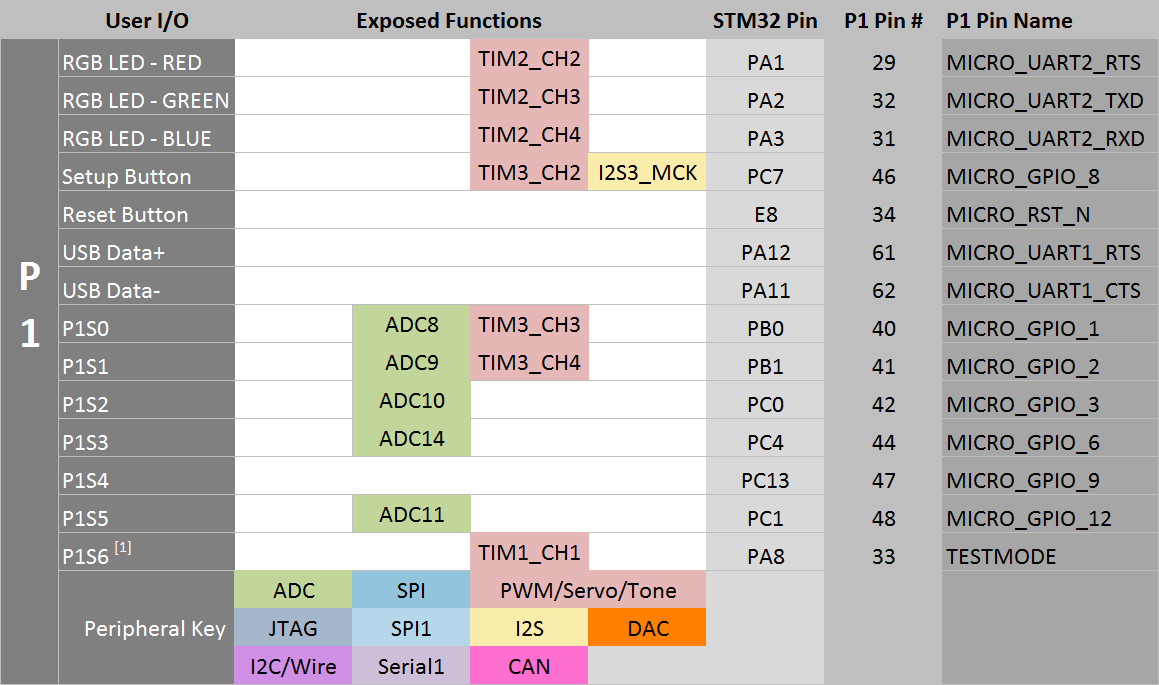 User I/O Exposed Functions STM32 Pin P1 Pin # P1 Pin Name
P1
RGB LED - RED TIM2_CH2 PA1 29 MICRO_UART2_RTS
RGB LED - GREEN TIM2_CH3 PA2 32 MICRO_UART2_TXD
RGB LED - BLUE TIM2_CH4 PA3 31 MICRO_UART2_RXD
Setup Button TIM3_CH2 I2S3_MCK PC7 46 MICRO_GPIO_8
Reset Button E8 34 MICRO_RST_N
USB Data+ PA12 61 MICRO_UART1_RTS
USB Data- PA11 62 MICRO_UART1_CTS
P1S0 ADC8 TIM3_CH3 PB0 40 MICRO_GPIO_1
P1S1 ADC9 TIM3_CH4 PB1 41 MICRO_GPIO_2
P1S2 ADC10 PC0 42 MICRO_GPIO_3
P1S3 ADC14 PC4 44 MICRO_GPIO_6
P1S4 PC13 47 MICRO_GPIO_9
P1S5 ADC11 PC1 48 MICRO_GPIO_12
P1S6 [1] TIM1_CH1 PA8 33 TESTMODE
Peripheral Key
ADC SPI PWM/Servo/Tone
JTAG SPI1 I2S DAC
I2C/Wire Serial1 CAN